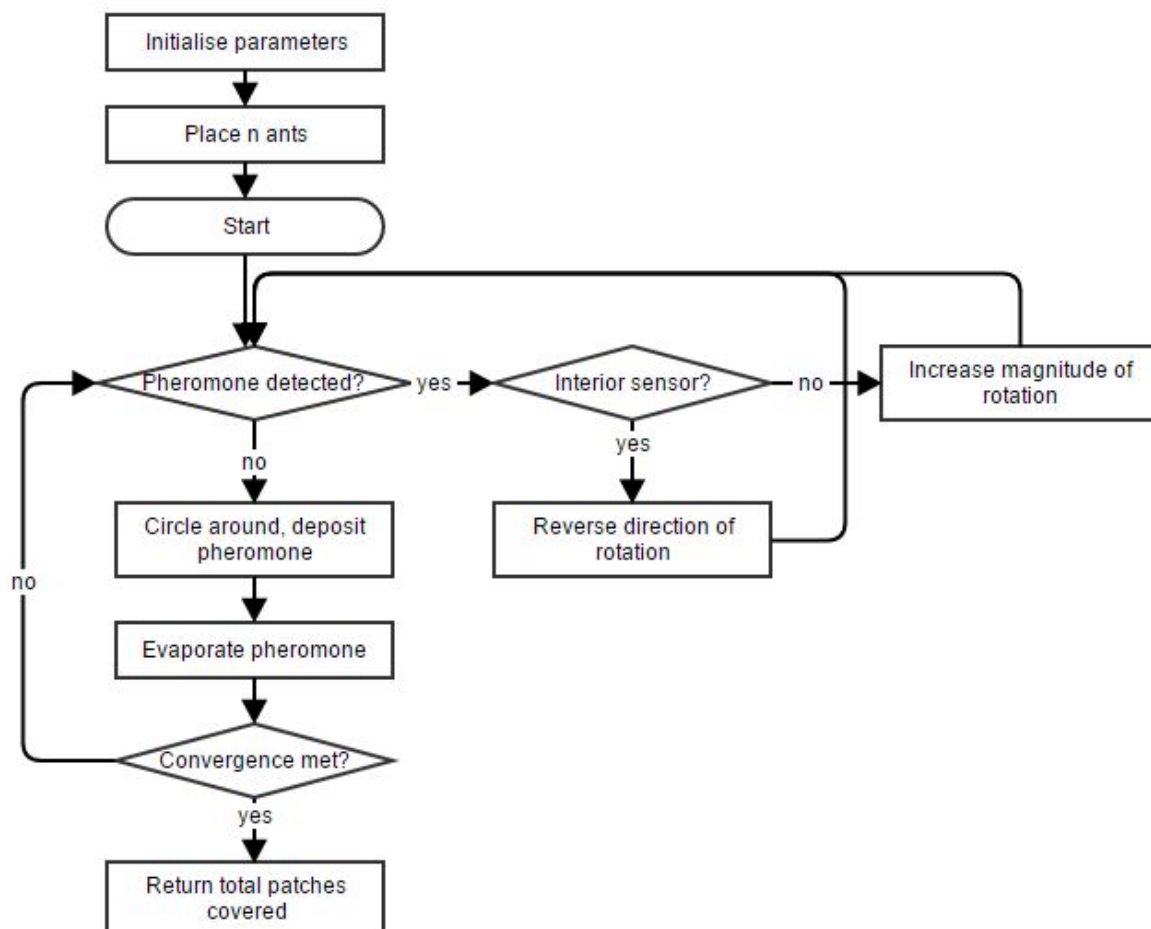 Initialise parameters
Place n ants
Start
Pheromone detected?
yes
Interior sensor?
no
Increase magnitude of
rotation
yes
Reverse direction of
rotation
no
Circle around, deposit
pheromone
no
Evaporate pheromone
Convergence met?
yes
Return total patches
covered